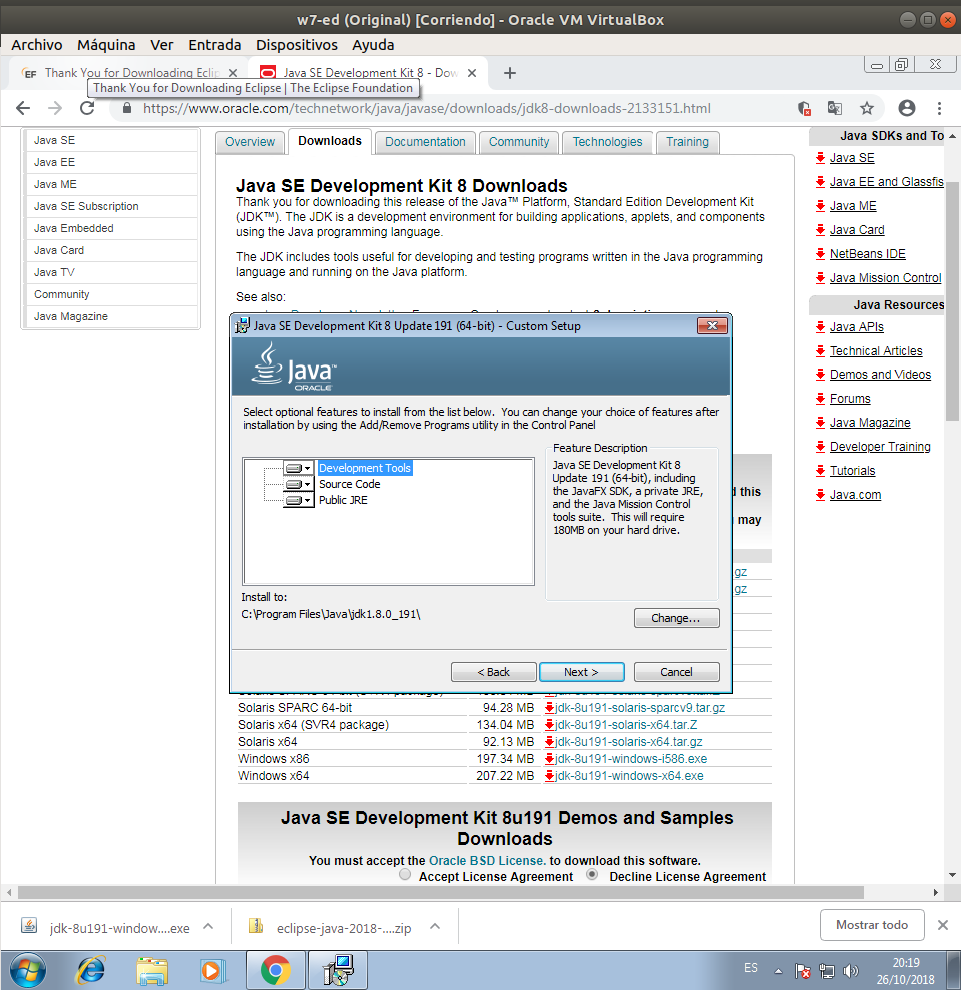 w7-ed (Original) [Corriendo] - Oracle VM VirtualBox
Archivo Máquina Ver Entrada Dispositivos Ayuda
EF Thank You for Downloading Eclip
Java SE Development Kit 8 - Dow
Thank You for Downloading Eclipse | The Eclipse Foundation
https://www.oracle.com/technetwork/java/javase/downloads/jdk8-downloads-2133151.html
Java SE
Java EE
Java ME
Java SE Subscription
Java Embedded
Java Card
Java TV
Community
Java Magazine
Overview Downloads Documentation Community Technologies Training
Java SE Development Kit 8 Downloads
Thank you for downloading this release of the Java™ Platform, Standard Edition Development Kit
(JDK™). The JDK is a development environment for building applications, applets, and components
using the Java programming language.
The JDK includes tools useful for developing and testing programs written in the Java programming
language and running on the Java platform.
See also:
Java SDKs and To
Java SE
Java EE and Glassfis
Java ME
Java Card
NetBeans IDE
Java Mission Control
Java Resources
Java APIs
Technical Articles
Demos and Videos
Forums
Java Magazine
Developer Training
Tutorials
Java.com
Java SE Development Kit 8 Update 191 (64-bit) - Custom Setup
Java
ORACLE
Select optional features to install from the list below. You can change your choice of features after
installation by using the Add/Remove Programs utility in the Control Panel
Development Tools
Source Code
Public JRE
Feature Description
Java SE Development Kit 8
Update 191 (64-bit), including
the JavaFX SDK, a private JRE,
and the Java Mission Control
tools suite. This will require
180MB on your hard drive.
Install to:
C:\Program Files\Java\jdk1.8.0_191\
Change...
< Back Next > Cancel
this
may
gz
gz
Solaris SPARC 64-bit 94.28 MB jdk-8u191-solaris-sparcv9.tar.gz
Solaris x64 (SVR4 package) 134.04 MB jdk-8u191-solaris-x64.tar.Z
Solaris x64 92.13 MB jdk-8u191-solaris-x64.tar.gz
Windows x86 197.34 MB jdk-8u191-windows-i586.exe
Windows x64 207.22 MB jdk-8u191-windows-x64.exe
Java SE Development Kit 8u191 Demos and Samples
Downloads
You must accept the Oracle BSD License. to download this software.
Accept License Agreement Decline License Agreement
jdk-8u191-window....exe
eclipse-java-2018-....zip
Mostrar todo
ES
20:19
26/10/2018